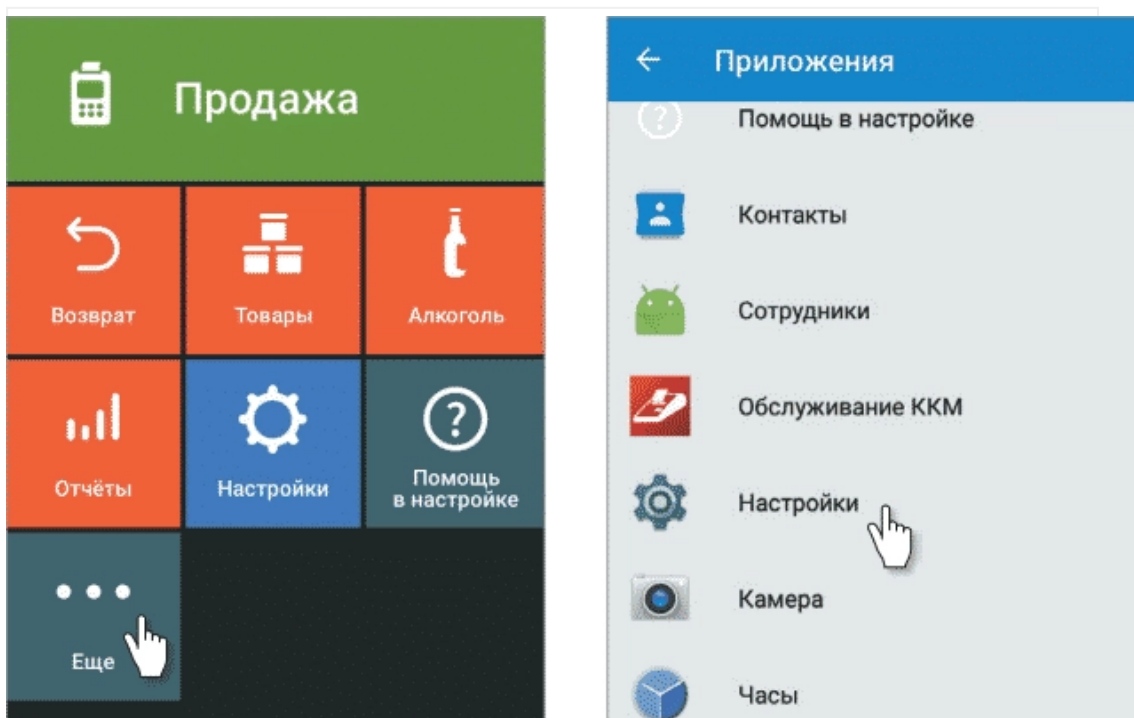 Продажа
Возврат
Товары
Алкоголь
Отчёты
Настройки
Помощь
в настройке
Еще
Приложения
Помощь в настройке
Контакты
Сотрудники
Обслуживание ККМ
Настройки
Камера
Часы